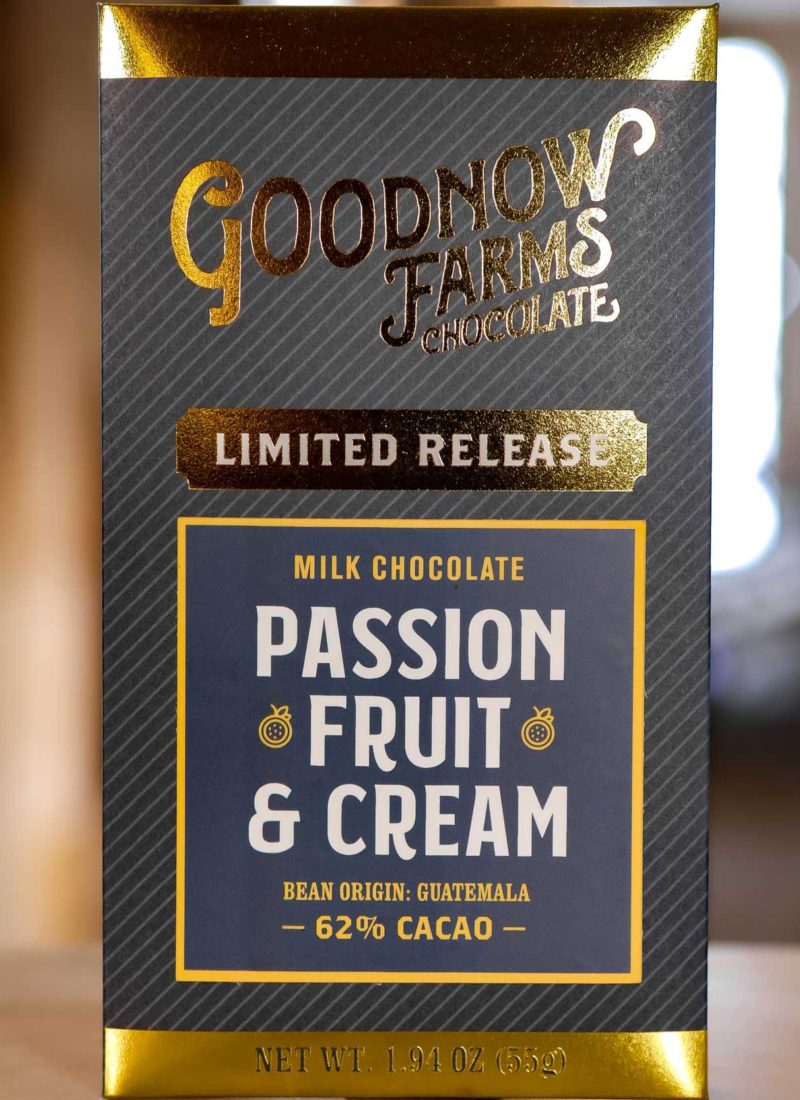 GOODNOW
FARMS
CHOCOLATE
LIMITED RELEASE
MILK CHOCOLATE
PASSION
FRUIT
& CREAM
BEAN ORIGIN: GUATEMALA
— 62% CACAO —
NET WT. 1.94 OZ (55g)